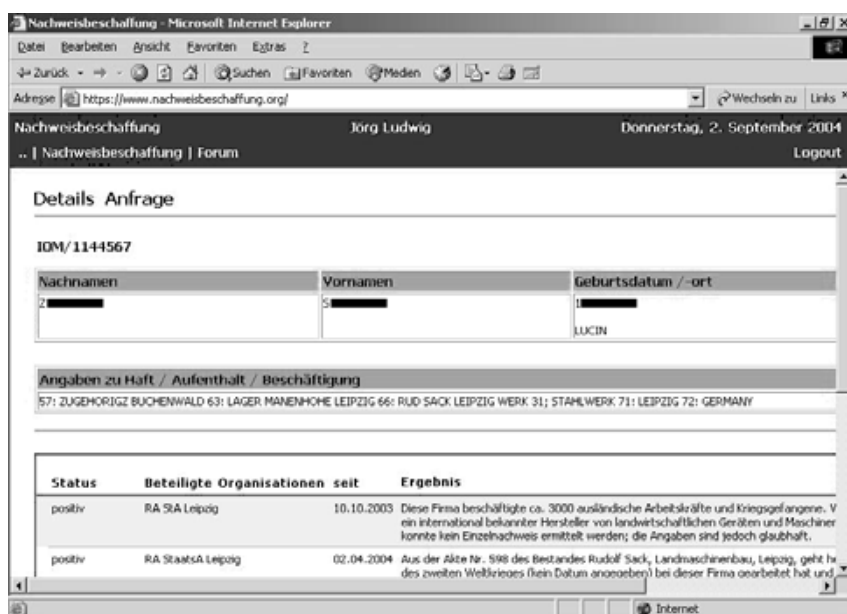 Nachweisbeschaffung - Microsoft Internet Explorer
Datei Bearbeiten Ansicht Favoriten Extras ?
Zurück Suchen Favoriten Medien
Adresse https://www.nachweisbeschaffung.org/ Wechseln zu Links
Nachweisbeschaffung Jörg Ludwig Donnerstag, 2. September 2004
.. | Nachweisbeschaffung | Forum Logout
Details Anfrage
IOM/1144567
Nachnamen Vornamen Geburtsdatum /-ort
Z S 1
LUCIN
Angaben zu Haft / Aufenthalt / Beschäftigung
57: ZUGEHORIGZ BUCHENWALD 63: LAGER MANENHOHE LEIPZIG 66: RUD SACK LEIPZIG WERK 31; STAHLWERK 71: LEIPZIG 72: GERMANY
Status Beteiligte Organisationen seit Ergebnis
positiv RA StA Leipzig 10.10.2003 Diese Firma beschäftigte ca. 3000 ausländische Arbeitskräfte und Kriegsgefangene.
ein international bekannter Hersteller von landwirtschaftlichen Geräten und Maschinen
konnte kein Einzelnachweis ermittelt werden; die Angaben sind jedoch glaubhaft.
positiv RA StaatsA Leipzig 02.04.2004 Aus der Akte Nr. 598 des Bestandes Rudolf Sack, Landmaschinenbau, Leipzig, geht
des zweiten Weltkrieges (kein Datum angegeben) bei dieser Firma gearbeitet hat und
Internet